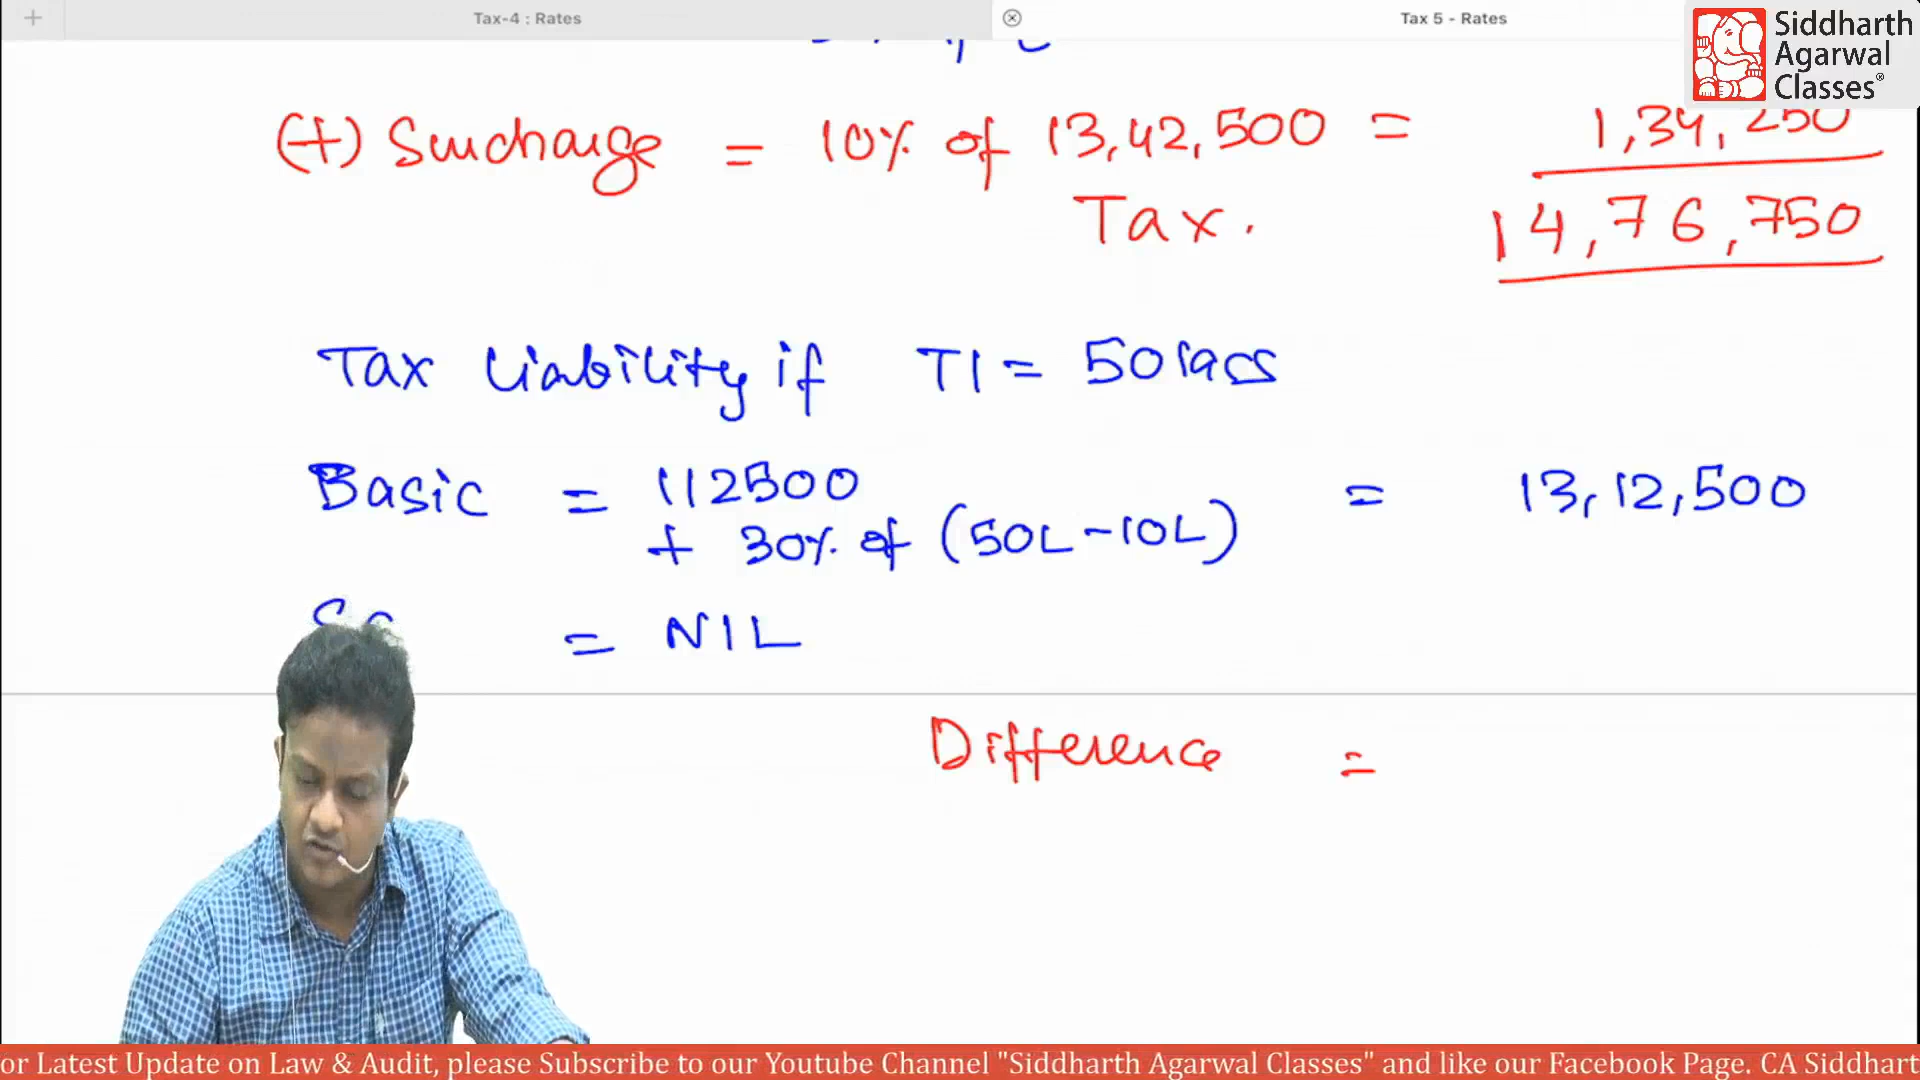 Tax-4 : Rates
Tax 5 - Rates
Siddharth
Agarwal
Classes®
(+) Surcharge = 10% of 13,42,500 = 1,34,250
Tax. 14,76,750
Tax liability if TI = 50 lacs
Basic = 112500 = 13,12,500
+ 30% of (50L - 10L)
= NIL
Difference =
or Latest Update on Law & Audit, please Subscribe to our Youtube Channel "Siddharth Agarwal Classes" and like our Facebook Page. CA Siddhart